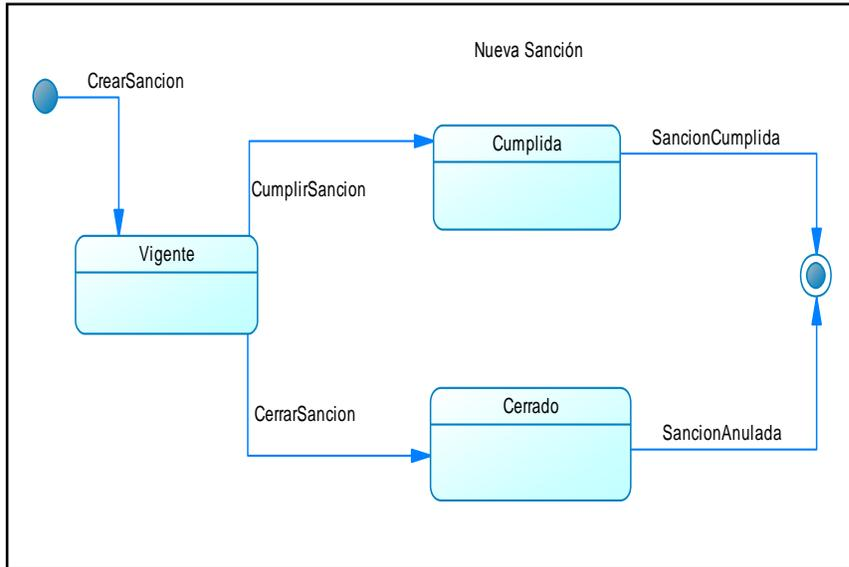 Nueva Sanción
CrearSancion
Cumplida
SancionCumplida
CumplirSancion
Vigente
Cerrado
CerrarSancion
SancionAnulada